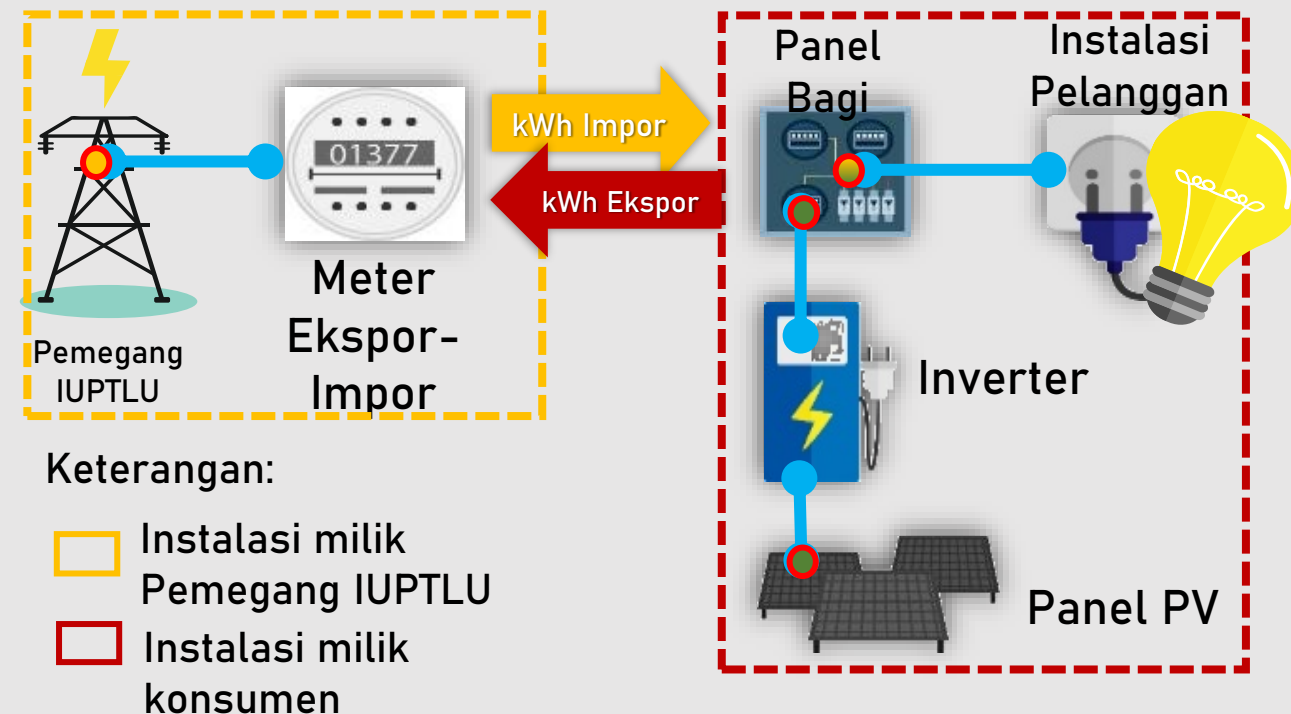 Pemegang
IUPTLU
01377
Meter
Ekspor-
Impor
kWh Impor
kWh Ekspor
Panel
Bagi
Instalasi
Pelanggan
Inverter
Panel PV
Keterangan:
Instalasi milik
Pemegang IUPTLU
Instalasi milik
konsumen